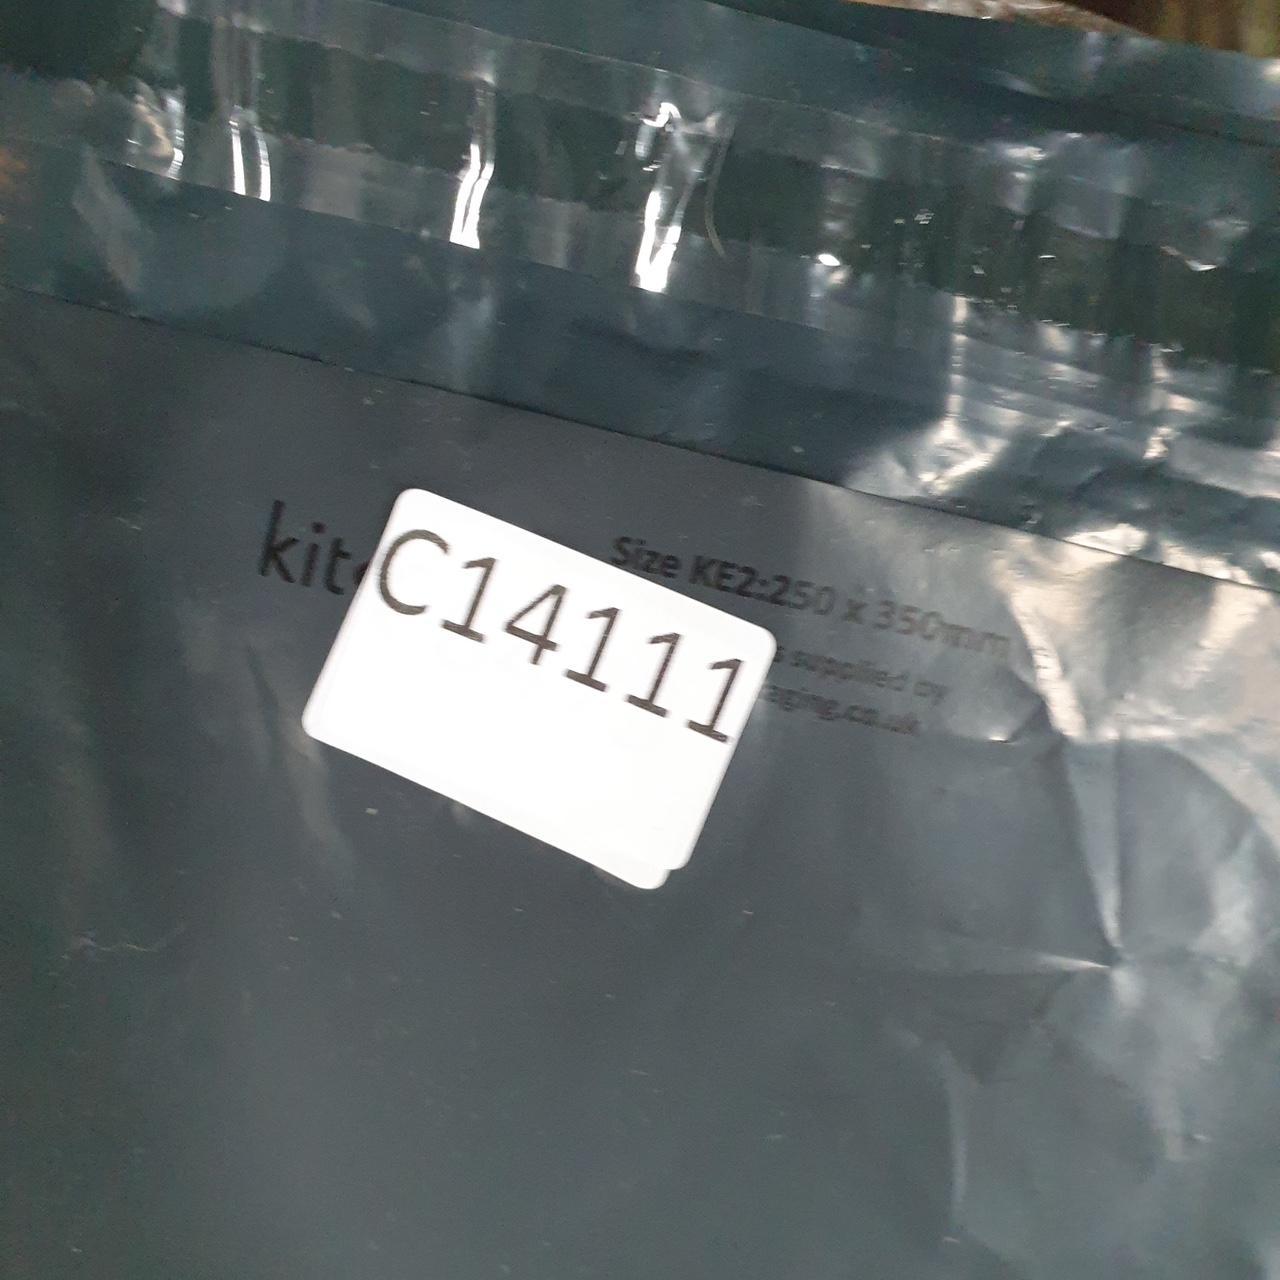 kit
C14111
Size KE2:250 x 350mm
supplied by
aging.co.uk